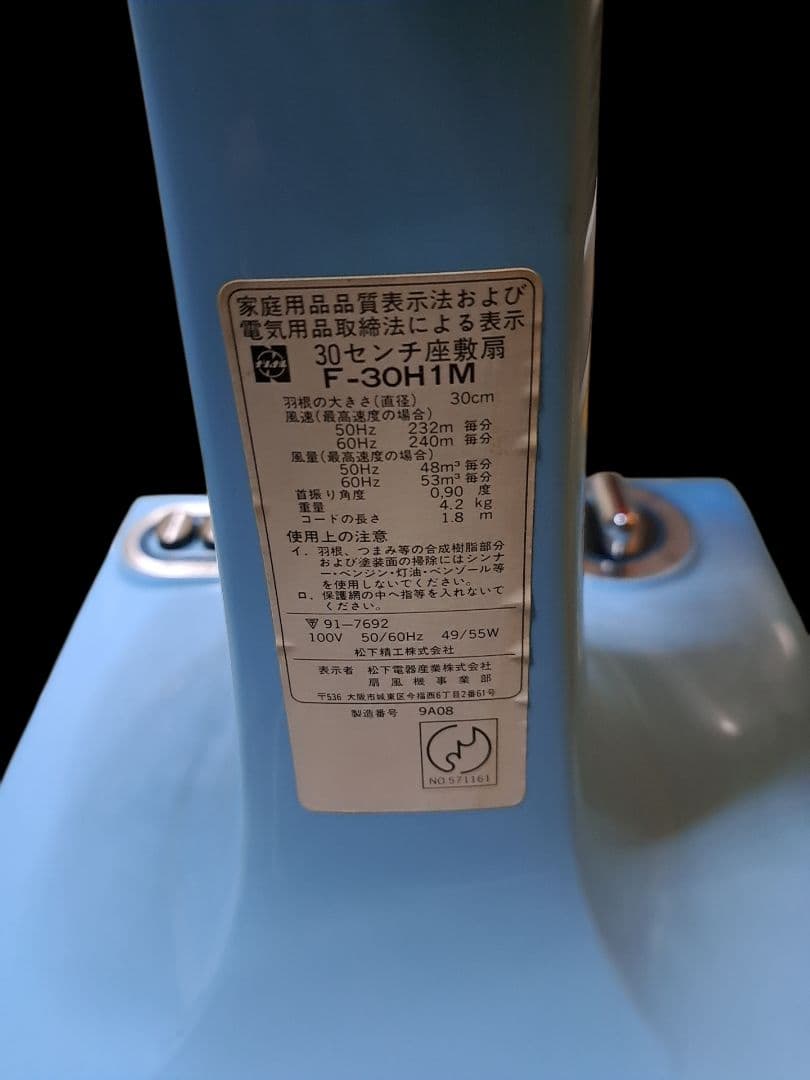 家庭用品品質表示法および
電気用品取締法による表示
ナショナル
30センチ座敷扇
F-30H1M
羽根の大きさ(直径) 30cm
風速(最高速度の場合)
50Hz 232m 毎分
60Hz 240m 毎分
風量(最高速度の場合)
50Hz 48m³ 毎分
60Hz 53m³ 毎分
首振り角度 0,90 度
重量 4.2 kg
コードの長さ 1.8 m
使用上の注意
イ. 羽根、つまみ等の合成樹脂部分
および塗装面の掃除にはシンナ
ー・ベンジン・灯油・ベンゾール等
を使用しないてください。
ロ. 保護網の中へ指等を入れないて
ください。
91-7692
100V 50/60Hz 49/55W
松下精工株式会社
表示者 松下電器産業株式会社
扇風機事業部
〒536 大阪市城東区今福西6丁目2番61号
製造番号 9A08
NO.571161